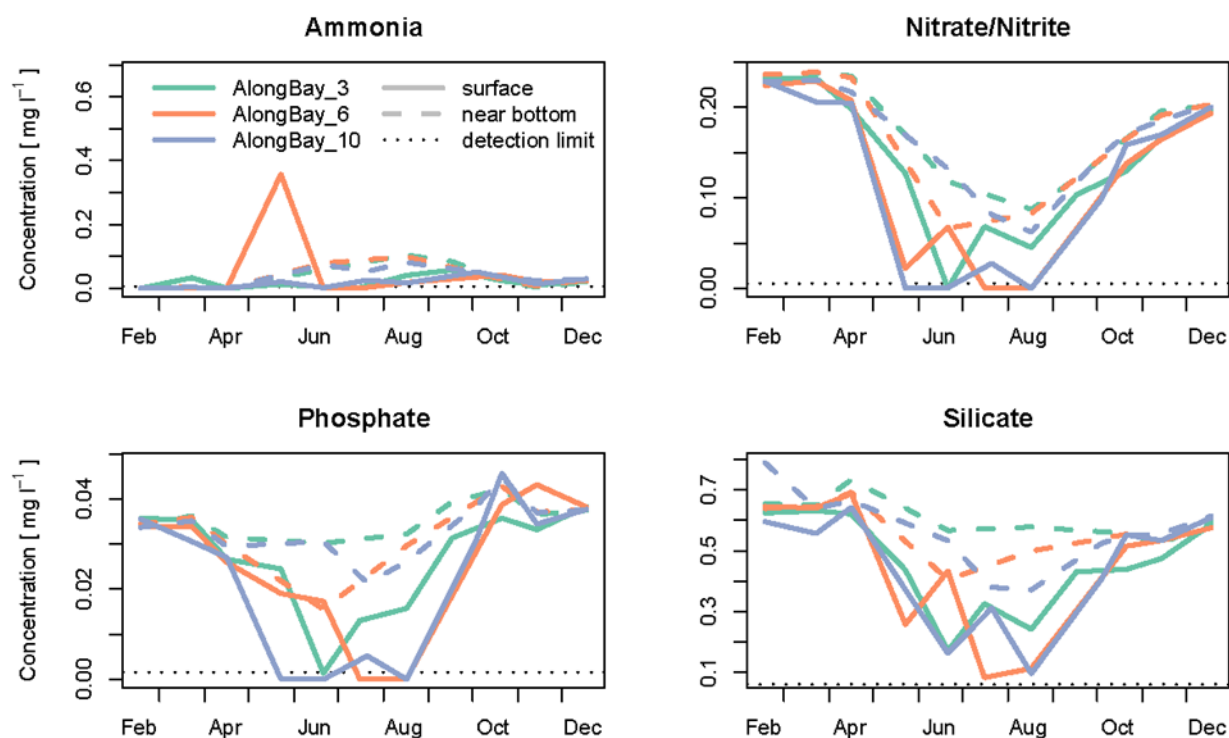 Ammonia
Concentration [ mg l⁻¹ ]
0.0 0.2 0.4 0.6
AlongBay_3
AlongBay_6
AlongBay_10
surface
near bottom
detection limit
Feb Apr Jun Aug Oct Dec
Nitrate/Nitrite
0.00 0.10 0.20
Feb Apr Jun Aug Oct Dec
Phosphate
Concentration [ mg l⁻¹ ]
0.00 0.02 0.04
Feb Apr Jun Aug Oct Dec
Silicate
0.1 0.3 0.5 0.7
Feb Apr Jun Aug Oct Dec